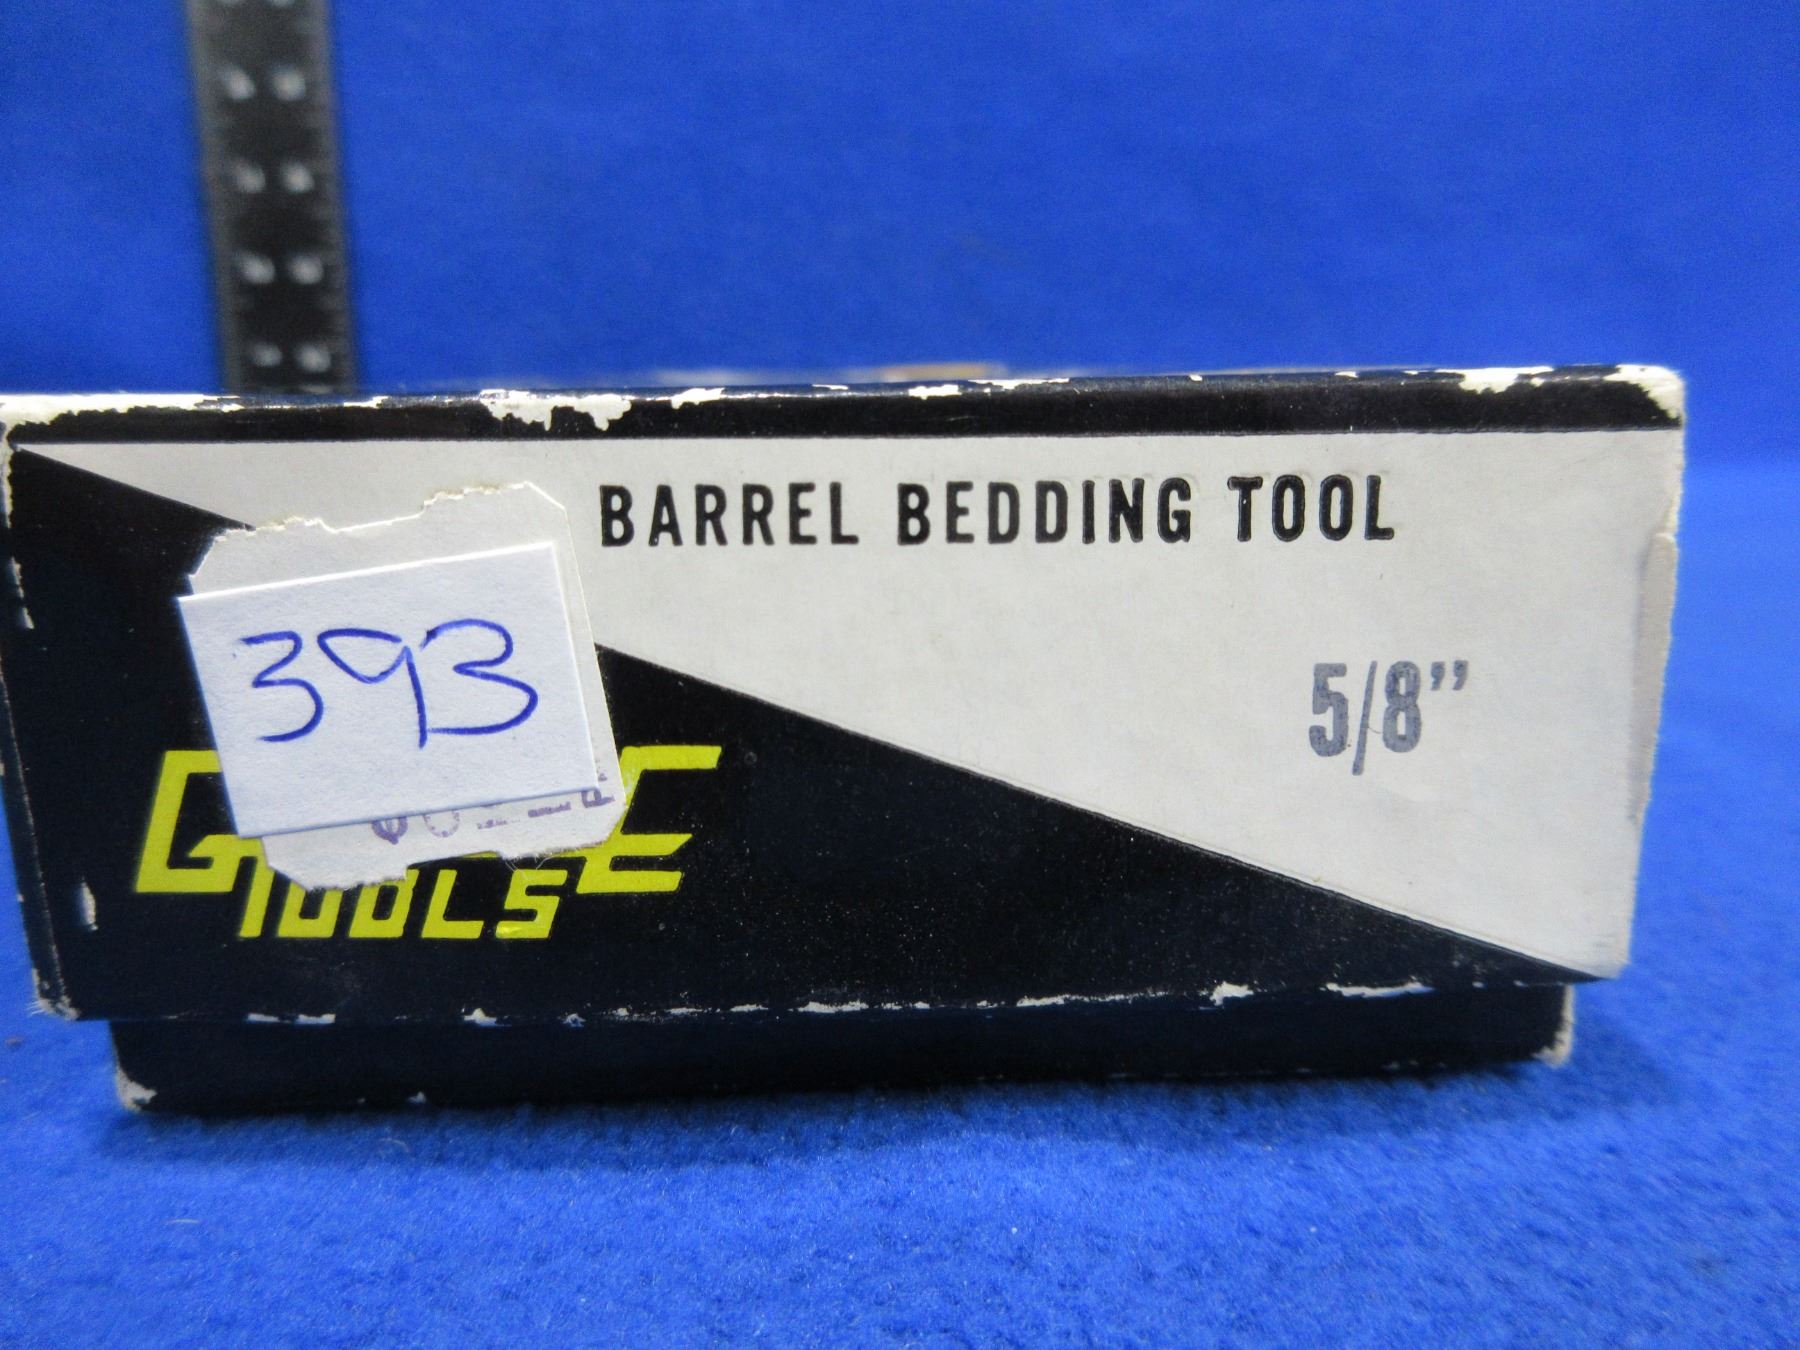 BARREL BEDDING TOOL
393
5/8"
TOOLS